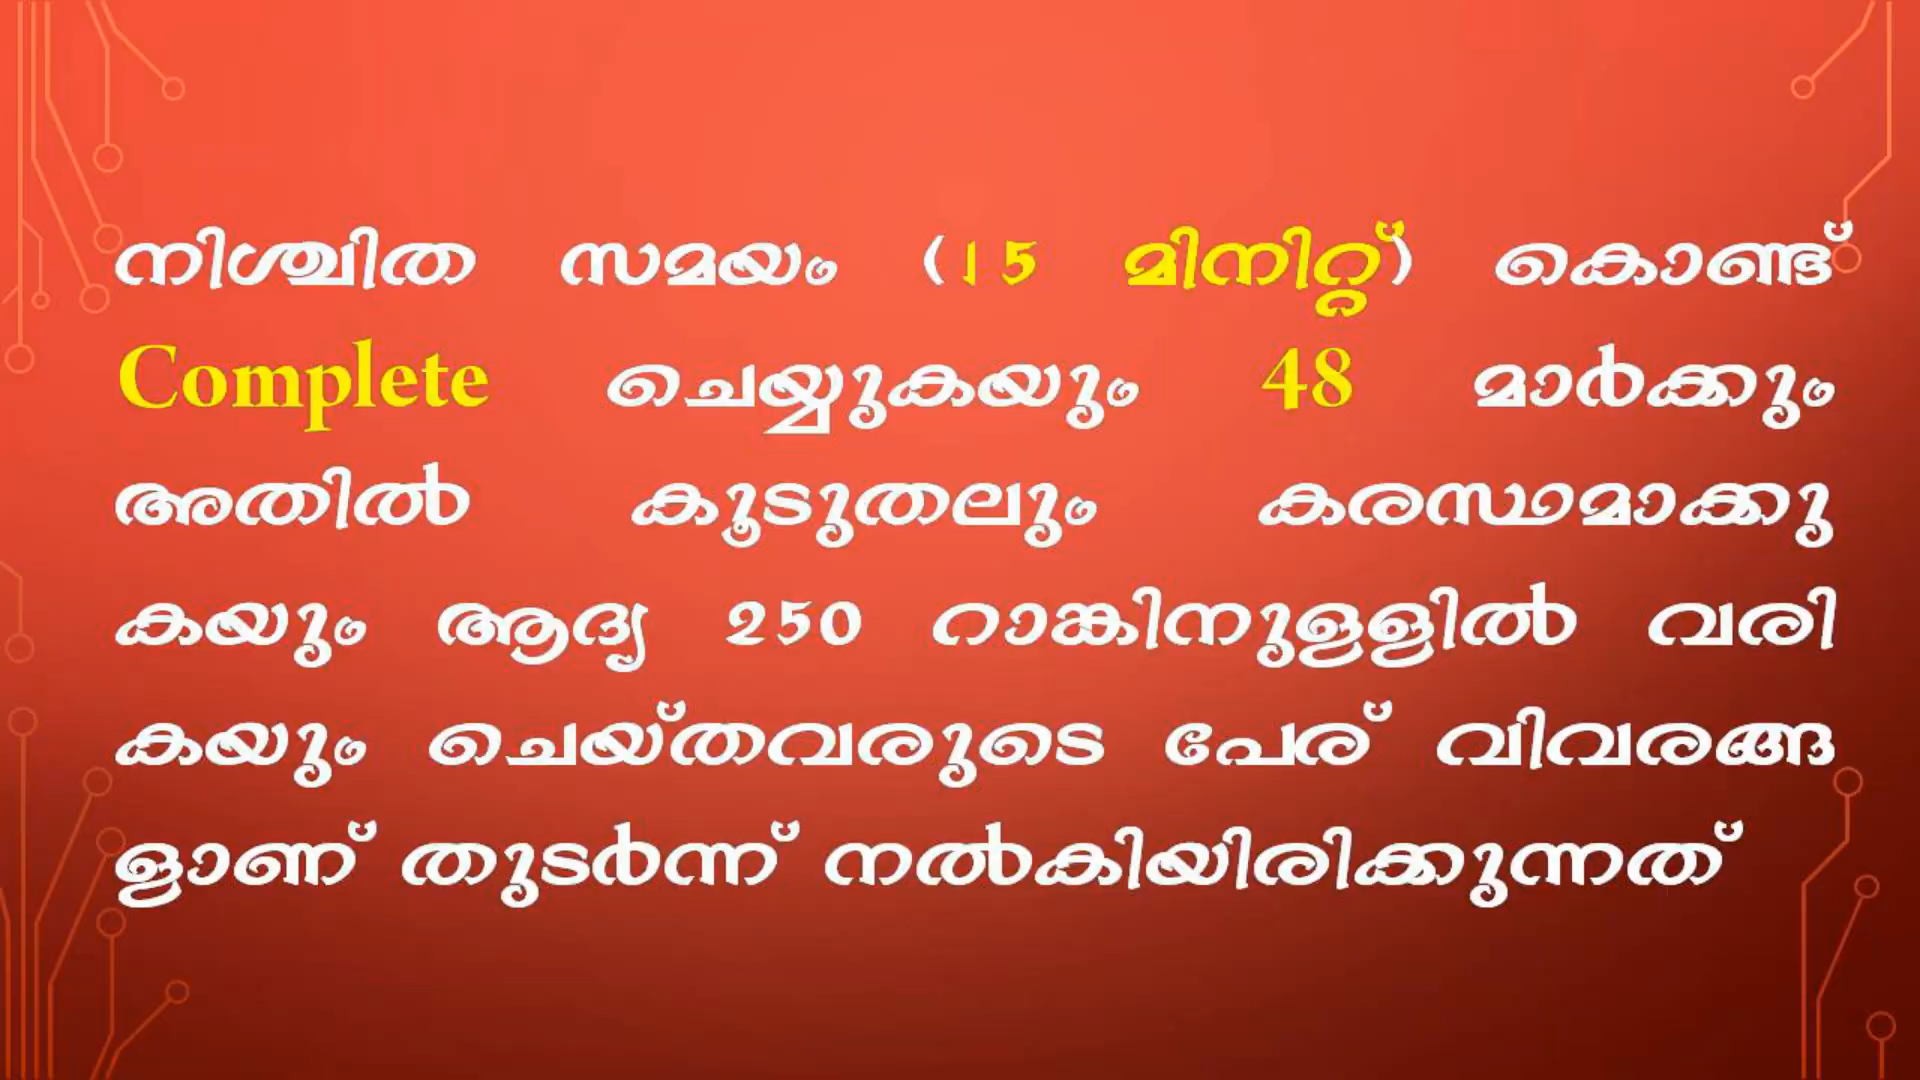 നിശ്ചിത സമയം (15 മിനിറ്റ്) കൊണ്ട്
Complete ചെയ്യുകയും 48 മാർക്കും
അതിൽ കൂടുതലും കരസ്ഥമാക്കു
കയും ആദ്യ 250 റാങ്കിനുള്ളിൽ വരി
കയും ചെയ്തവരുടെ പേര് വിവരങ്ങ
ളാണ് തുടർന്ന് നൽകിയിരിക്കുന്നത്